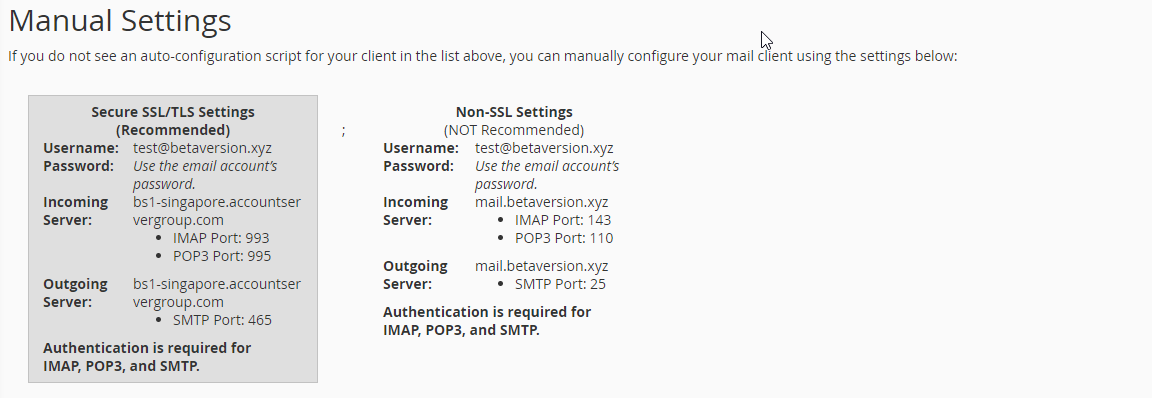 Manual Settings
If you do not see an auto-configuration script for your client in the list above, you can manually configure your mail client using the settings below:
Secure SSL/TLS Settings
(Recommended)
Username: test@betaversion.xyz
Password: Use the email account's
password.
Incoming bs1-singapore.accountser
Server: vergroup.com
• IMAP Port: 993
• POP3 Port: 995
Outgoing bs1-singapore.accountser
Server: vergroup.com
• SMTP Port: 465
Authentication is required for
IMAP, POP3, and SMTP.
;
Non-SSL Settings
(NOT Recommended)
Username: test@betaversion.xyz
Password: Use the email account's
password.
Incoming mail.betaversion.xyz
Server: • IMAP Port: 143
• POP3 Port: 110
Outgoing mail.betaversion.xyz
Server: • SMTP Port: 25
Authentication is required for
IMAP, POP3, and SMTP.